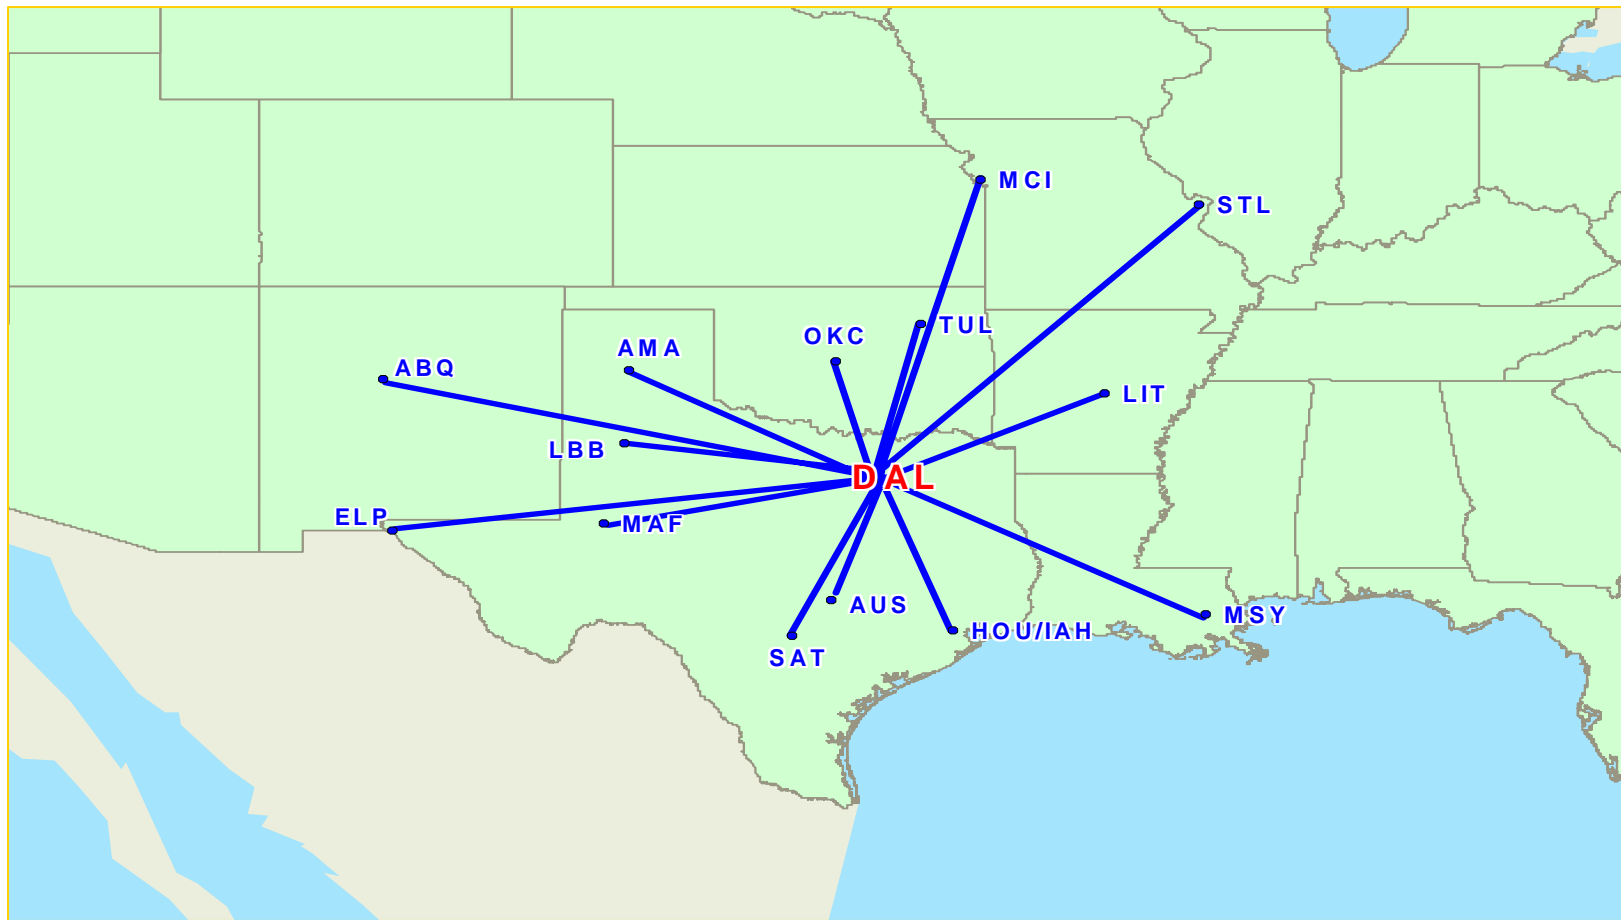 MCI
STL
TUL
OKC
AMA
ABQ
LIT
LBB
DAL
ELP
MAF
AUS
MSY
HOU/IAH
SAT